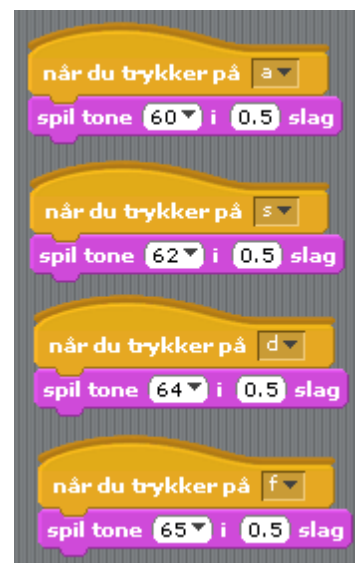 når du trykker på a
spil tone 60 i 0.5 slag
når du trykker på s
spil tone 62 i 0.5 slag
når du trykker på d
spil tone 64 i 0.5 slag
når du trykker på f
spil tone 65 i 0.5 slag